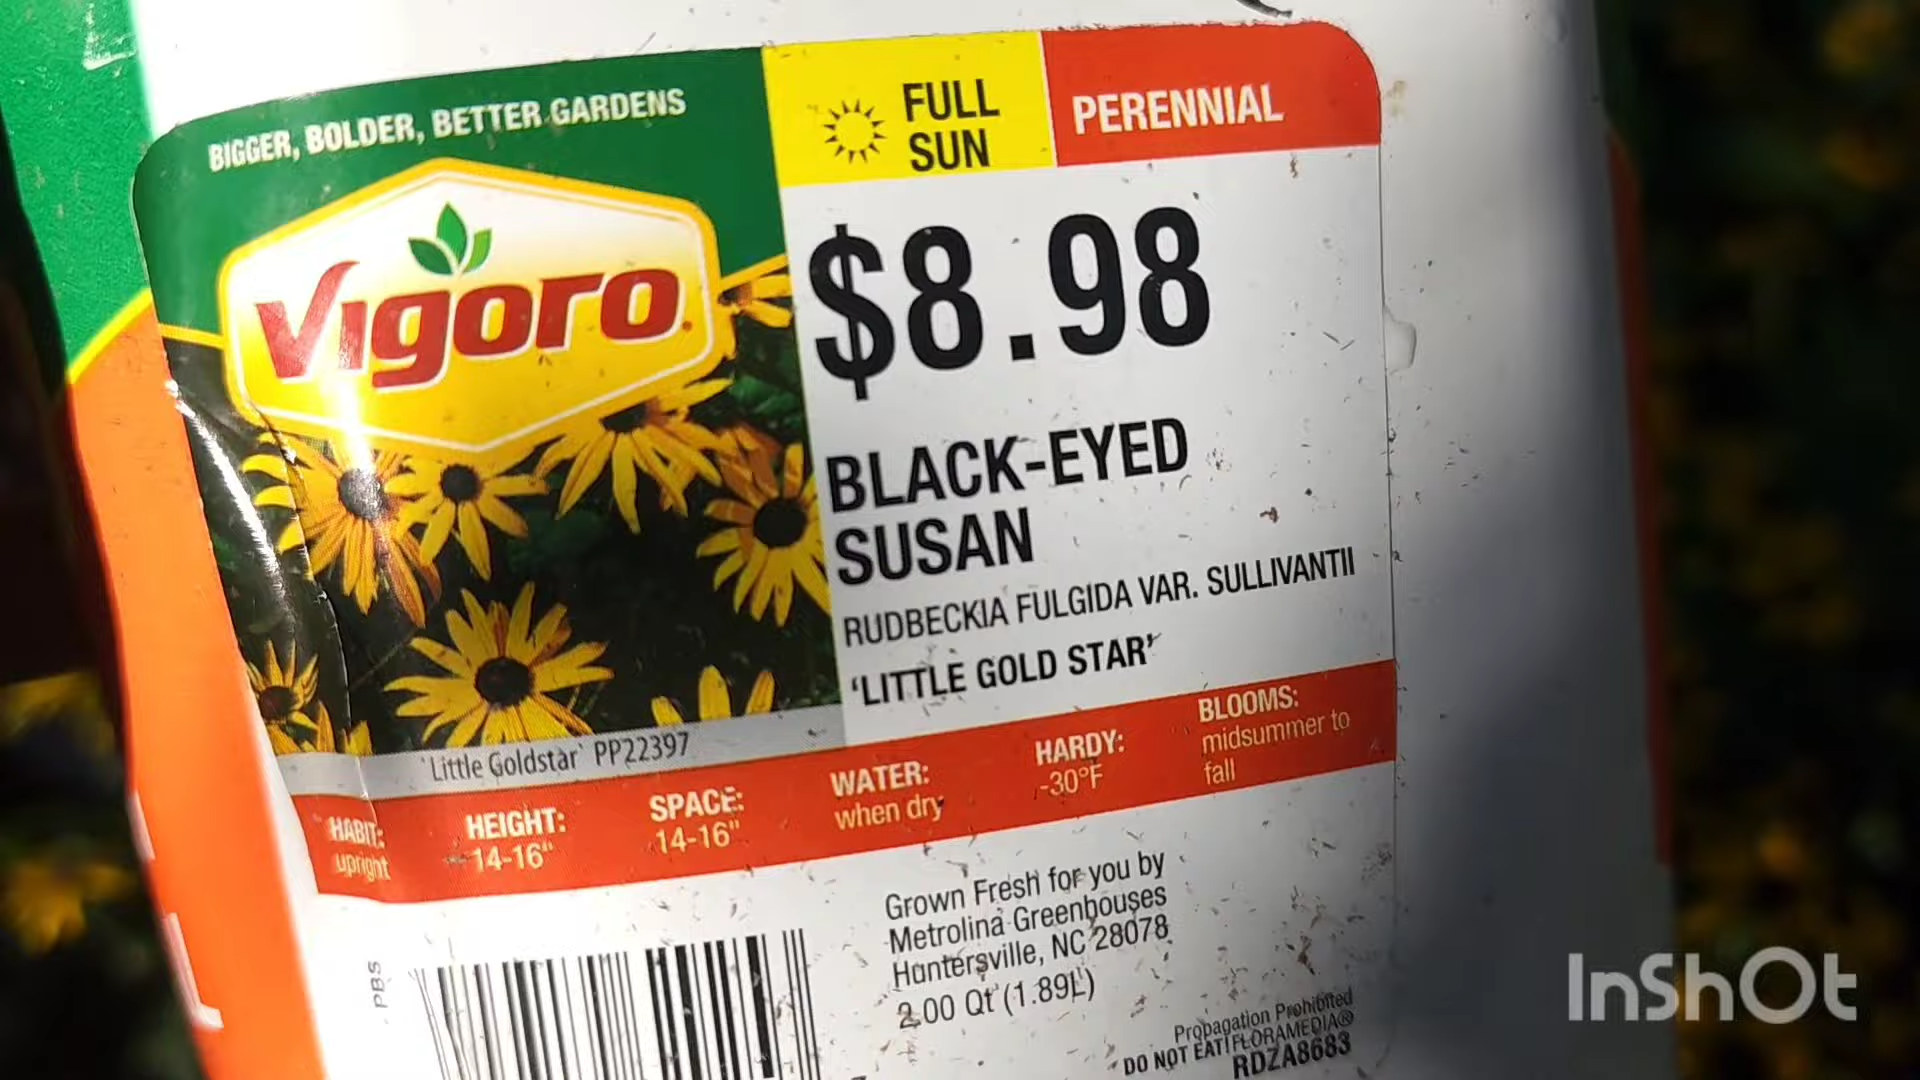 BIGGER, BOLDER, BETTER GARDENS
FULL
SUN
PERENNIAL
Vigoro
$8.98
BLACK-EYED
SUSAN
RUDBECKIA FULGIDA VAR. SULLIVANTII
'LITTLE GOLD STAR'
'Little Goldstar' PP22397
HABIT:
upright
HEIGHT:
14-16"
SPACE:
14-16"
WATER:
when dry
HARDY:
-30°F
BLOOMS:
midsummer to
fall
PBS
Grown Fresh for you by
Metrolina Greenhouses
Huntersville, NC 28078
2.00 Qt (1.89L)
Propagation Prohibited
DO NOT EAT! FLORAMEDIA®
RDZA8683
InShOt